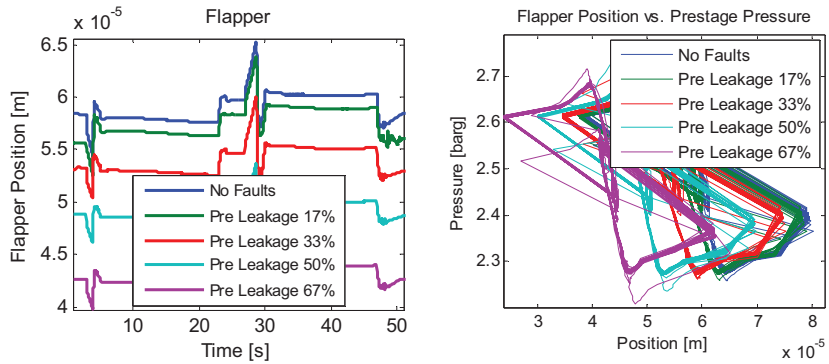 Flapper
x 10^-5
6.5
6
5.5
5
4.5
4
Flapper Position [m]
No Faults
Pre Leakage 17%
Pre Leakage 33%
Pre Leakage 50%
Pre Leakage 67%
10 20 30 40 50
Time [s]
Flapper Position vs. Prestage Pressure
2.7
2.6
2.5
2.4
2.3
Pressure [barg]
No Faults
Pre Leakage 17%
Pre Leakage 33%
Pre Leakage 50%
Pre Leakage 67%
3 4 5 6 7 8
Position [m]
x 10^-5